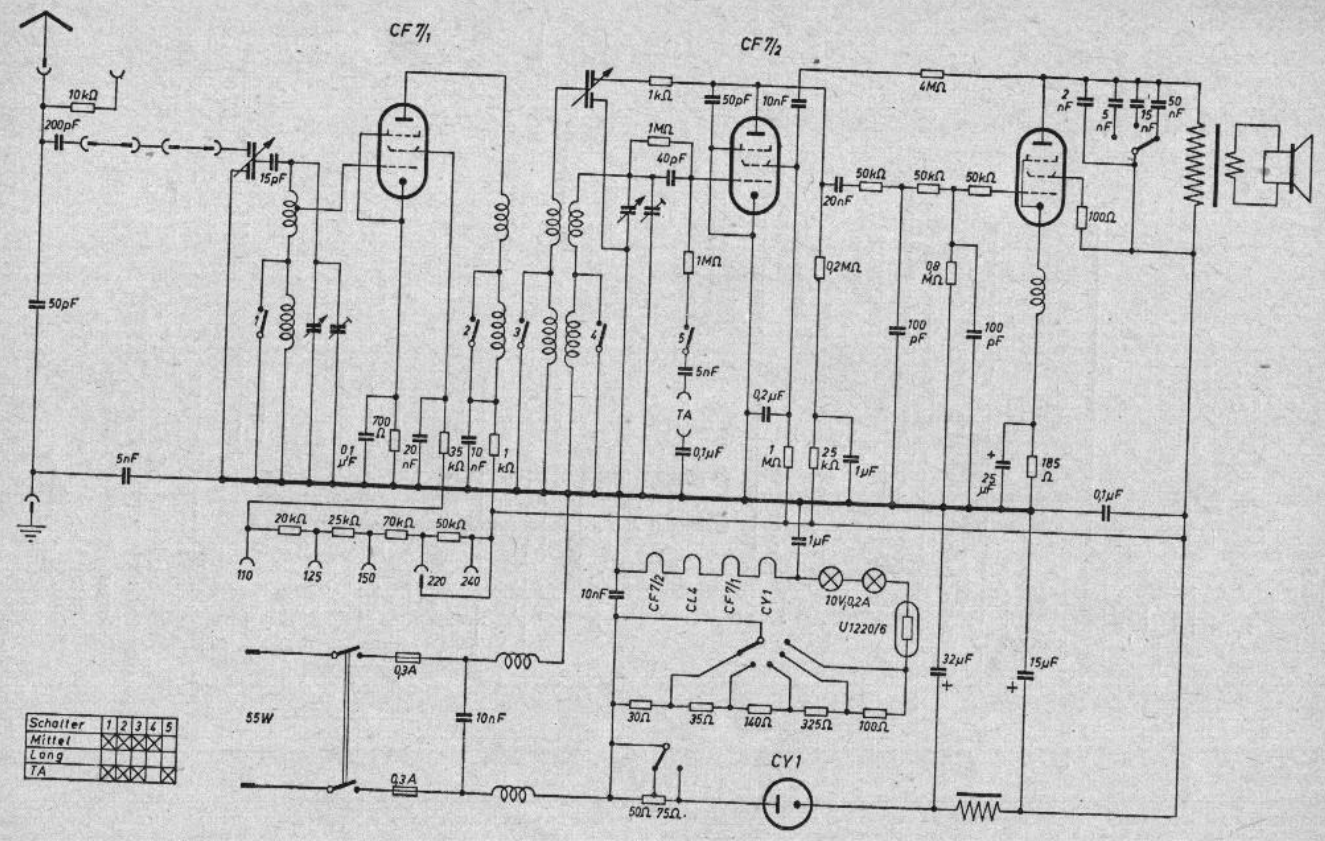 CF 7/1
CF 7/2
10kΩ
200pF
15pF
50pF
5nF
1
2
3
4
5
0,1 µF
700 Ω
20 nF
35 kΩ
10 nF
1 kΩ
1kΩ
1MΩ
40pF
50pF
10nF
1MΩ
5nF
TA
0,1µF
4MΩ
2 nF
5 nF
15 nF
50 nF
20nF
50kΩ
50kΩ
50kΩ
100Ω
0,2MΩ
0,8 MΩ
100 pF
100 pF
0,2µF
1 MΩ
25 kΩ
1µF
+
25 µF
185 Ω
0,1µF
20kΩ
25kΩ
70kΩ
50kΩ
110
125
150
220
240
1µF
10nF
CF7/2
CL4
CF7/1
CY1
10V,0,2A
U1220/6
32µF
+
15µF
+
30Ω
35Ω
140Ω
325Ω
100Ω
55W
0,3A
10nF
0,3A
50Ω 75Ω
CY1
Schalter 1 2 3 4 5
Mittel
Lang
TA